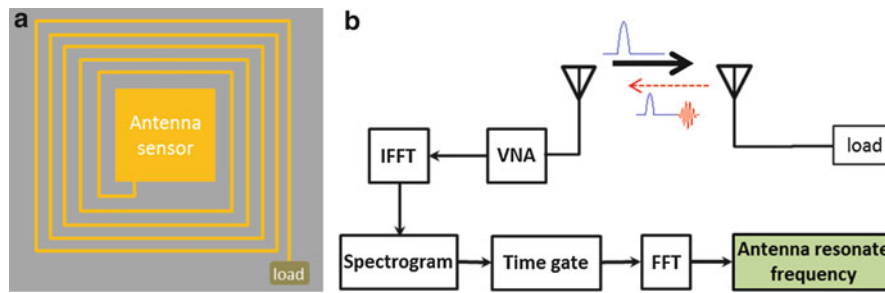 a
Antenna
sensor
load
b
IFFT
VNA
load
Spectrogram
Time gate
FFT
Antenna resonate
frequency